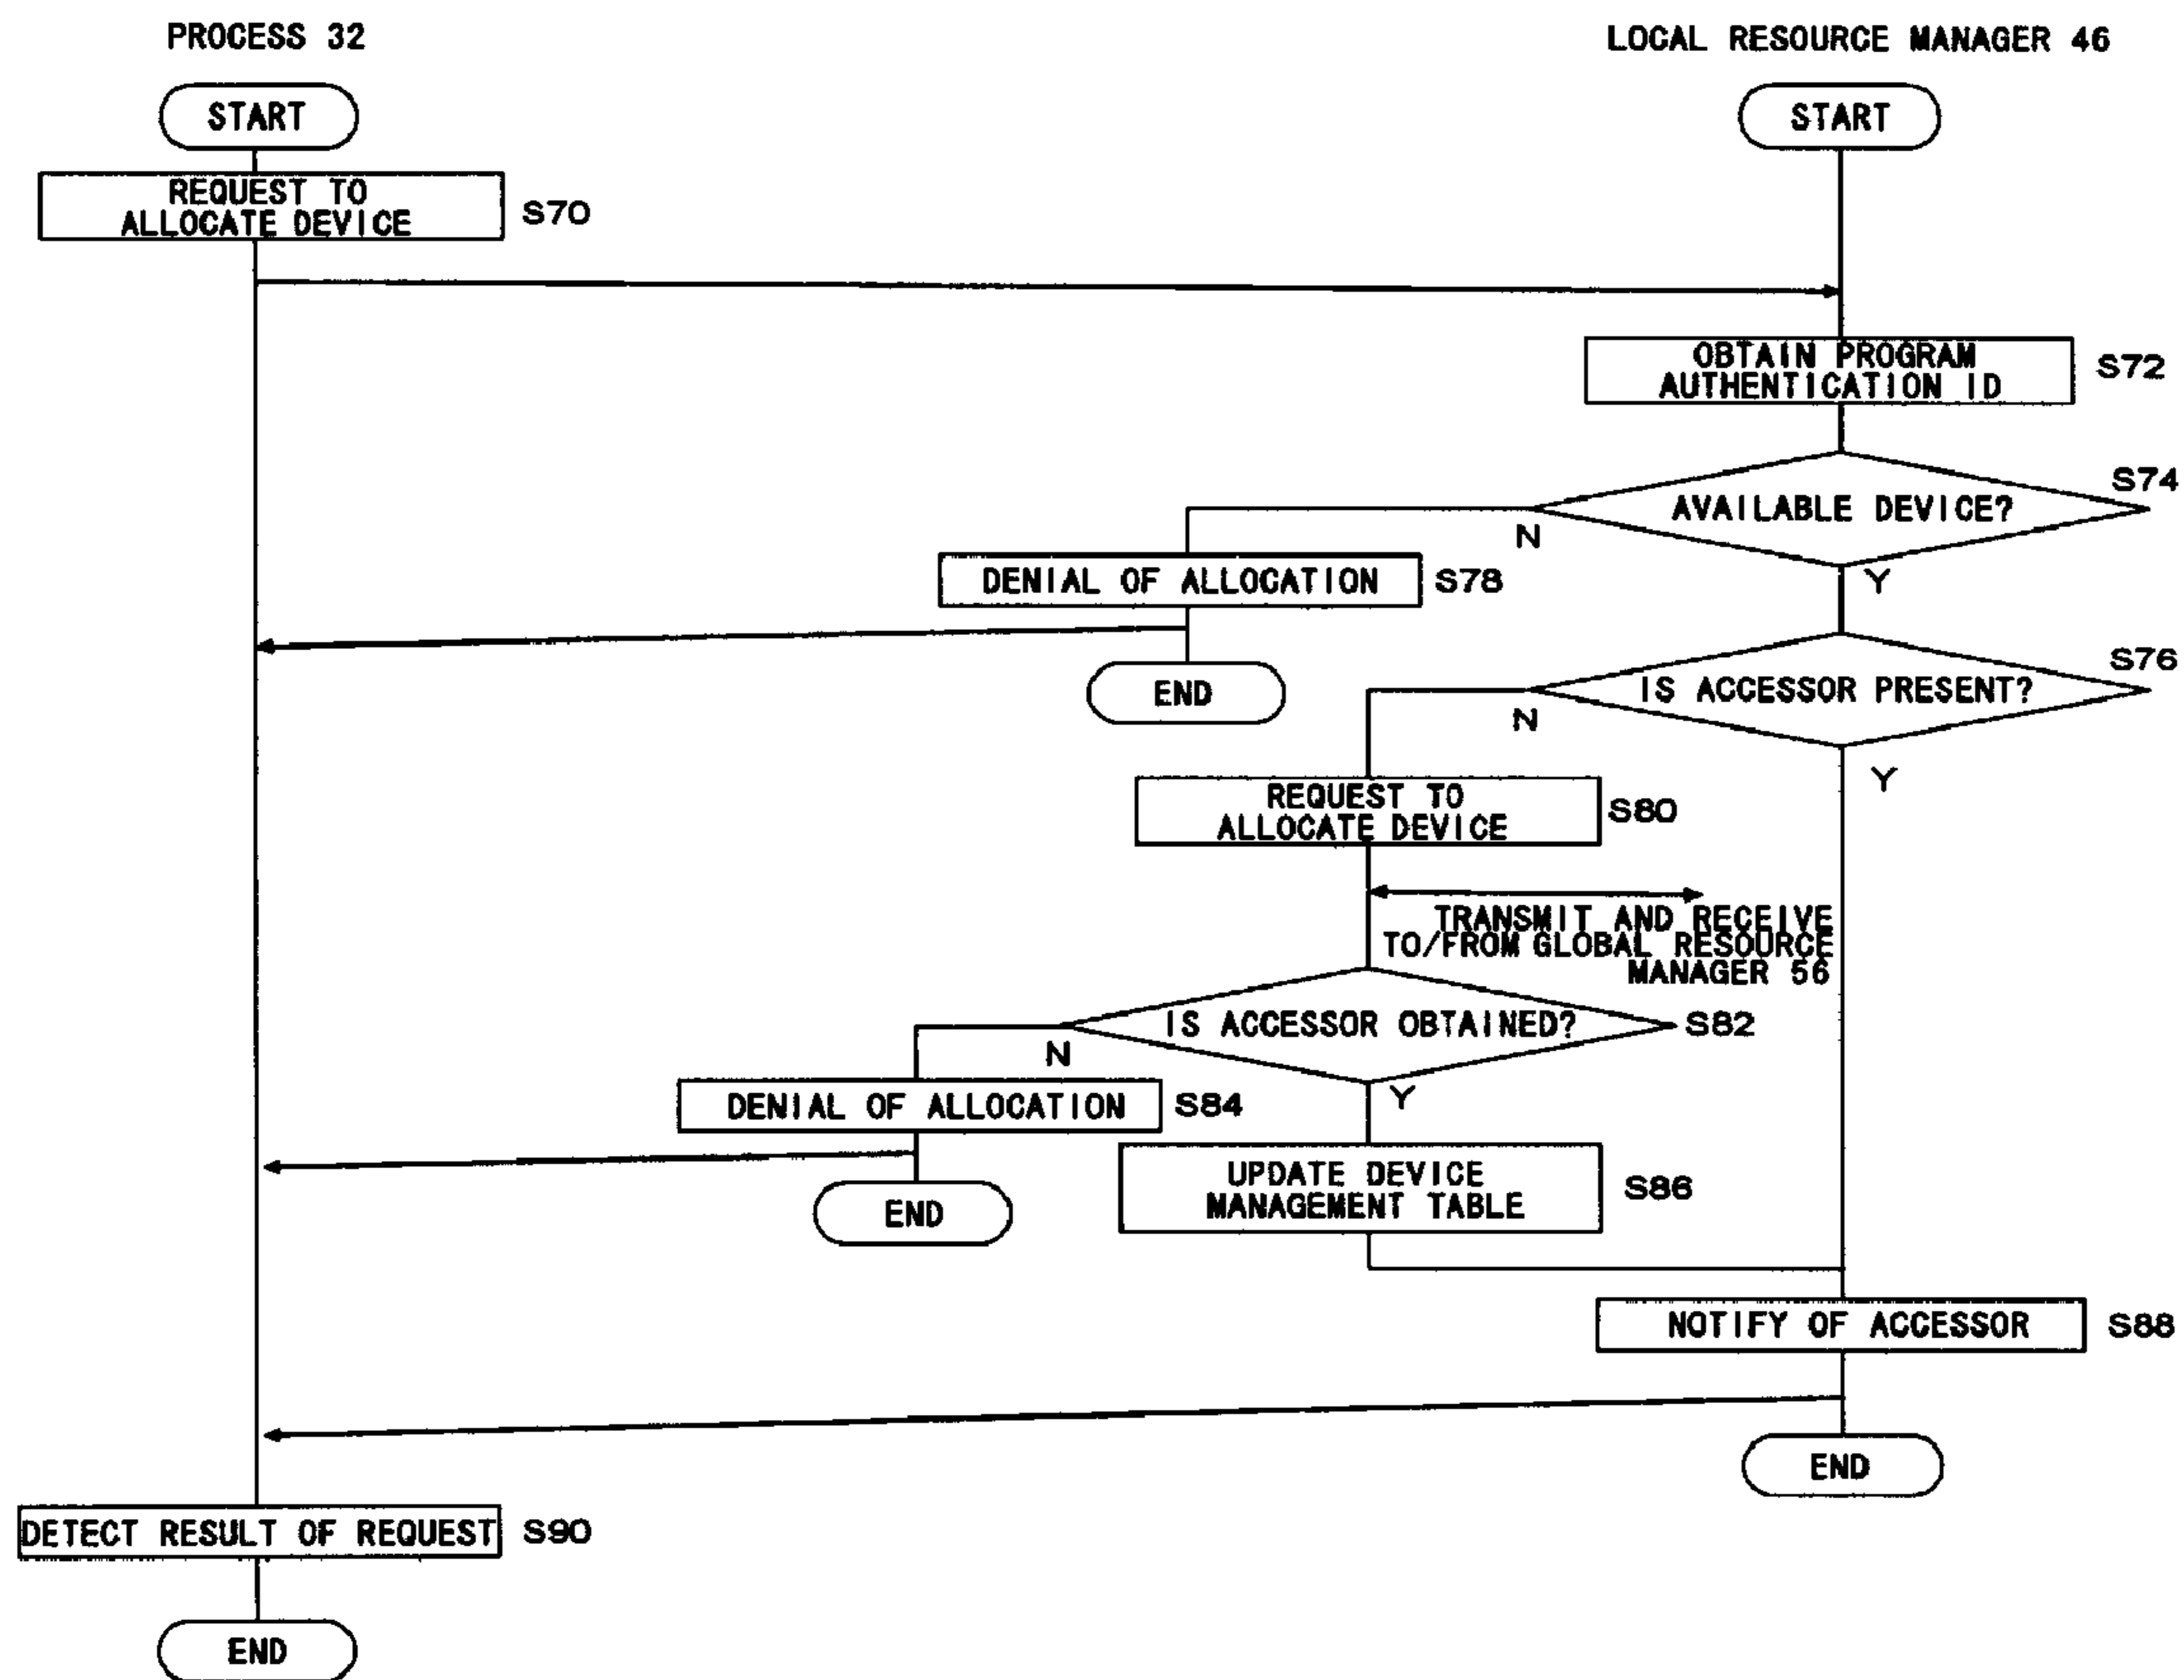 PROCESS 32
LOCAL RESOURCE MANAGER 46
START
START
REQUEST TO
ALLOCATE DEVICE
S70
OBTAIN PROGRAM
AUTHENTICATION ID
S72
AVAILABLE DEVICE?
S74
N
Y
DENIAL OF ALLOCATION
S78
END
IS ACCESSOR PRESENT?
S76
N
Y
REQUEST TO
ALLOCATE DEVICE
S80
TRANSMIT AND RECEIVE
TO/FROM GLOBAL RESOURCE
MANAGER 56
IS ACCESSOR OBTAINED?
S82
N
Y
DENIAL OF ALLOCATION
S84
END
UPDATE DEVICE
MANAGEMENT TABLE
S86
NOTIFY OF ACCESSOR
S88
END
DETECT RESULT OF REQUEST
S90
END